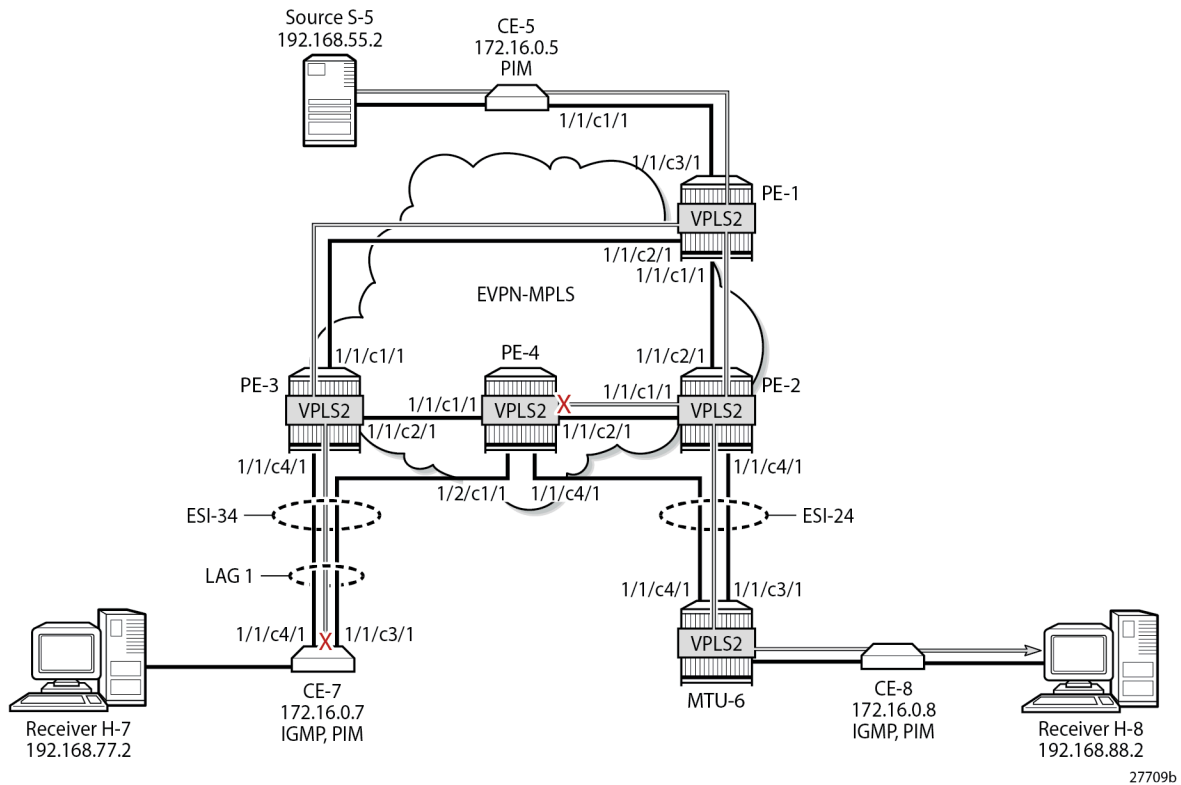 Source S-5
192.168.55.2
CE-5
172.16.0.5
PIM
1/1/c1/1
1/1/c3/1
PE-1
VPLS2
1/1/c2/1
1/1/c1/1
EVPN-MPLS
1/1/c1/1
PE-4
1/1/c2/1
PE-3
1/1/c1/1
PE-2
VPLS2
1/1/c1/1
VPLS2
X
VPLS2
1/1/c2/1
1/1/c2/1
1/1/c4/1
1/2/c1/1
1/1/c4/1
1/1/c4/1
ESI-34
ESI-24
LAG 1
1/1/c4/1
1/1/c3/1
1/1/c4/1
X
1/1/c3/1
VPLS2
MTU-6
CE-7
172.16.0.7
IGMP, PIM
CE-8
172.16.0.8
IGMP, PIM
Receiver H-7
192.168.77.2
Receiver H-8
192.168.88.2
27709b